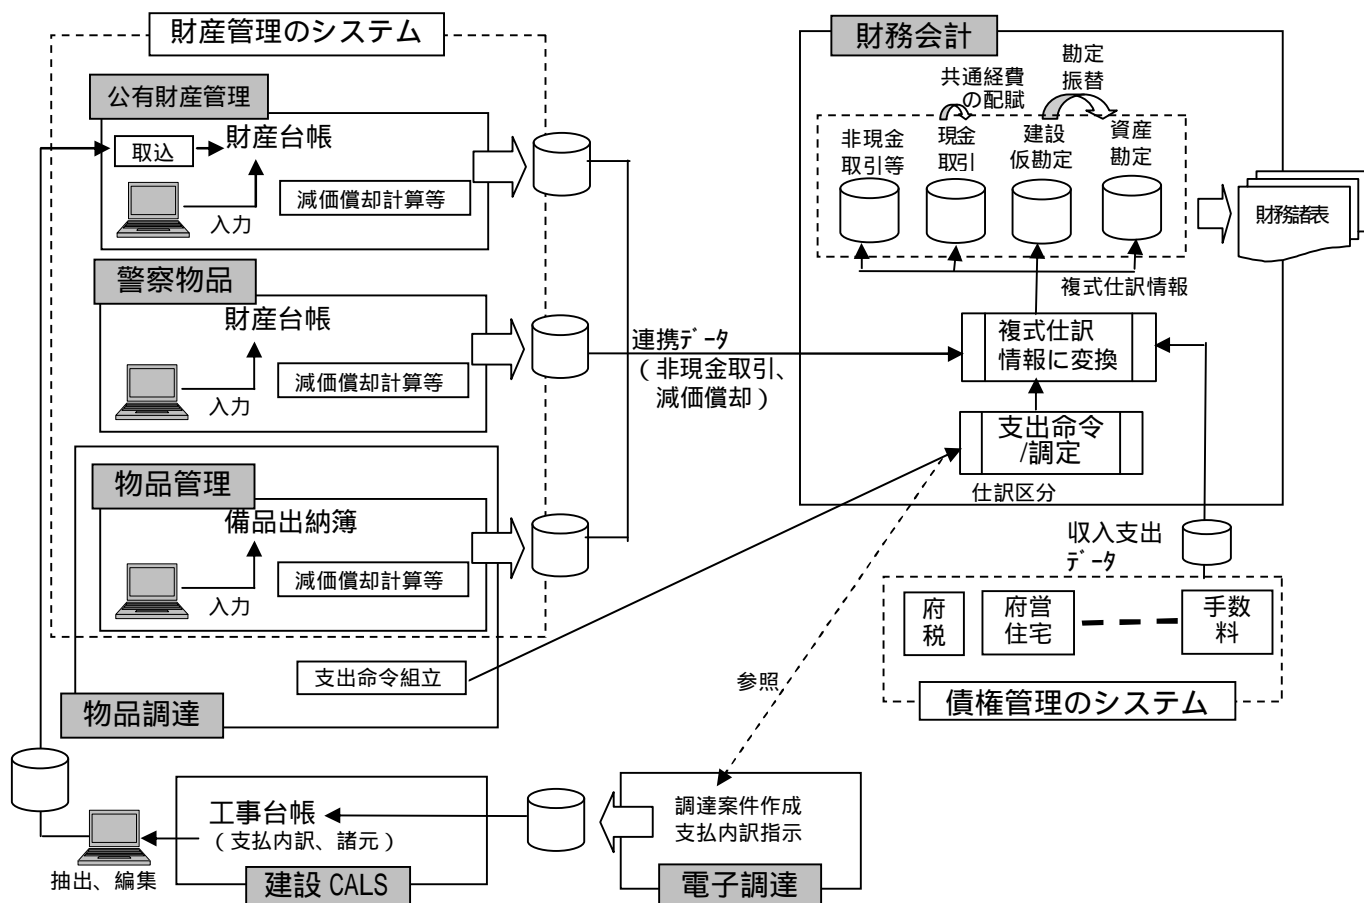 財産管理のシステム
公有財産管理
取込
財産台帳
減価償却計算等
入力
警察物品
財産台帳
減価償却計算等
入力
物品管理
備品出納簿
減価償却計算等
入力
支出命令組立
物品調達
連携ﾃﾞｰﾀ
(非現金取引、
減価償却)
財務会計
共通経費
の配賦
勘定
振替
非現金
取引等
現金
取引
建設
仮勘定
資産
勘定
財務諸表
複式仕訳情報
複式仕訳
情報に変換
支出命令
/調定
仕訳区分
収入支出
ﾃﾞｰﾀ
府
税
府営
住宅
手数
料
債権管理のシステム
参照
工事台帳
(支払内訳、諸元)
抽出、編集
建設 CALS
調達案件作成
支払内訳指示
電子調達